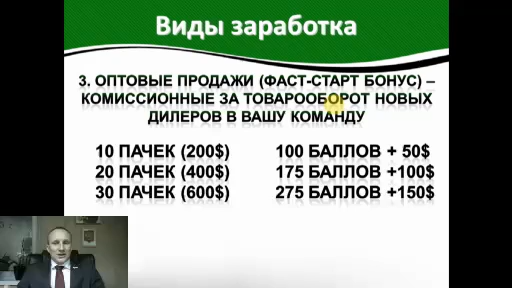 Виды заработка
3. ОПТОВЫЕ ПРОДАЖИ (ФАСТ-СТАРТ БОНУС) –
КОМИССИОННЫЕ ЗА ТОВАРООБОРОТ НОВЫХ
ДИЛЕРОВ В ВАШУ КОМАНДУ
10 ПАЧЕК (200$) 100 БАЛЛОВ + 50$
20 ПАЧЕК (400$) 175 БАЛЛОВ +100$
30 ПАЧЕК (600$) 275 БАЛЛОВ +150$